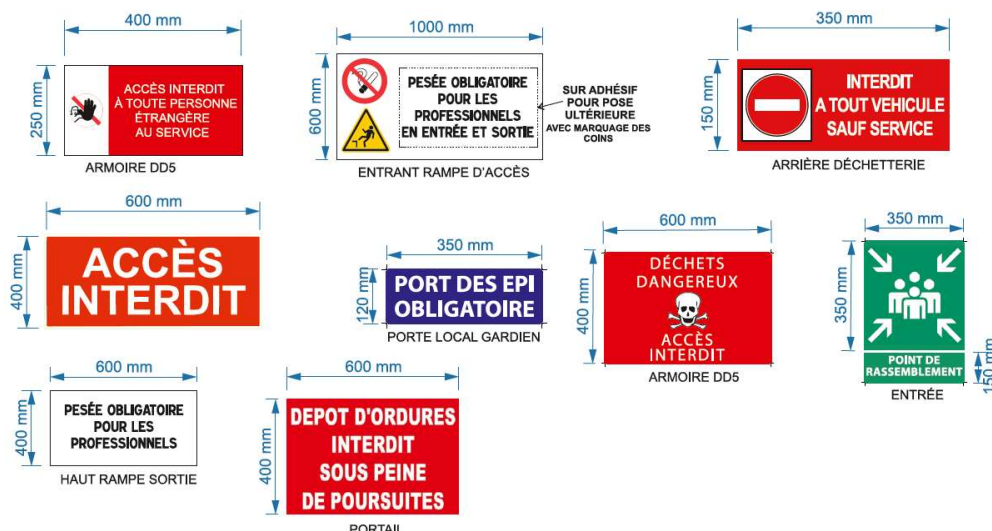 400 mm
250 mm
ACCÈS INTERDIT
À TOUTE PERSONNE
ÉTRANGÈRE
AU SERVICE
ARMOIRE DD5
1000 mm
600 mm
PESÉE OBLIGATOIRE
POUR LES
PROFESSIONNELS
EN ENTRÉE ET SORTIE
SUR ADHÉSIF
POUR POSE
ULTÉRIEURE
AVEC MARQUAGE DES
COINS
ENTRANT RAMPE D'ACCÈS
350 mm
150 mm
INTERDIT
A TOUT VEHICULE
SAUF SERVICE
ARRIÈRE DÉCHETTERIE
600 mm
400 mm
ACCÈS
INTERDIT
350 mm
120 mm
PORT DES EPI
OBLIGATOIRE
PORTE LOCAL GARDIEN
600 mm
400 mm
DÉCHETS
DANGEREUX
ACCÈS
INTERDIT
ARMOIRE DD5
350 mm
350 mm
POINT DE
RASSEMBLEMENT
150 mm
ENTRÉE
600 mm
400 mm
PESÉE OBLIGATOIRE
POUR LES
PROFESSIONNELS
HAUT RAMPE SORTIE
600 mm
400 mm
DEPOT D'ORDURES
INTERDIT
SOUS PEINE
DE POURSUITES
PORTAIL